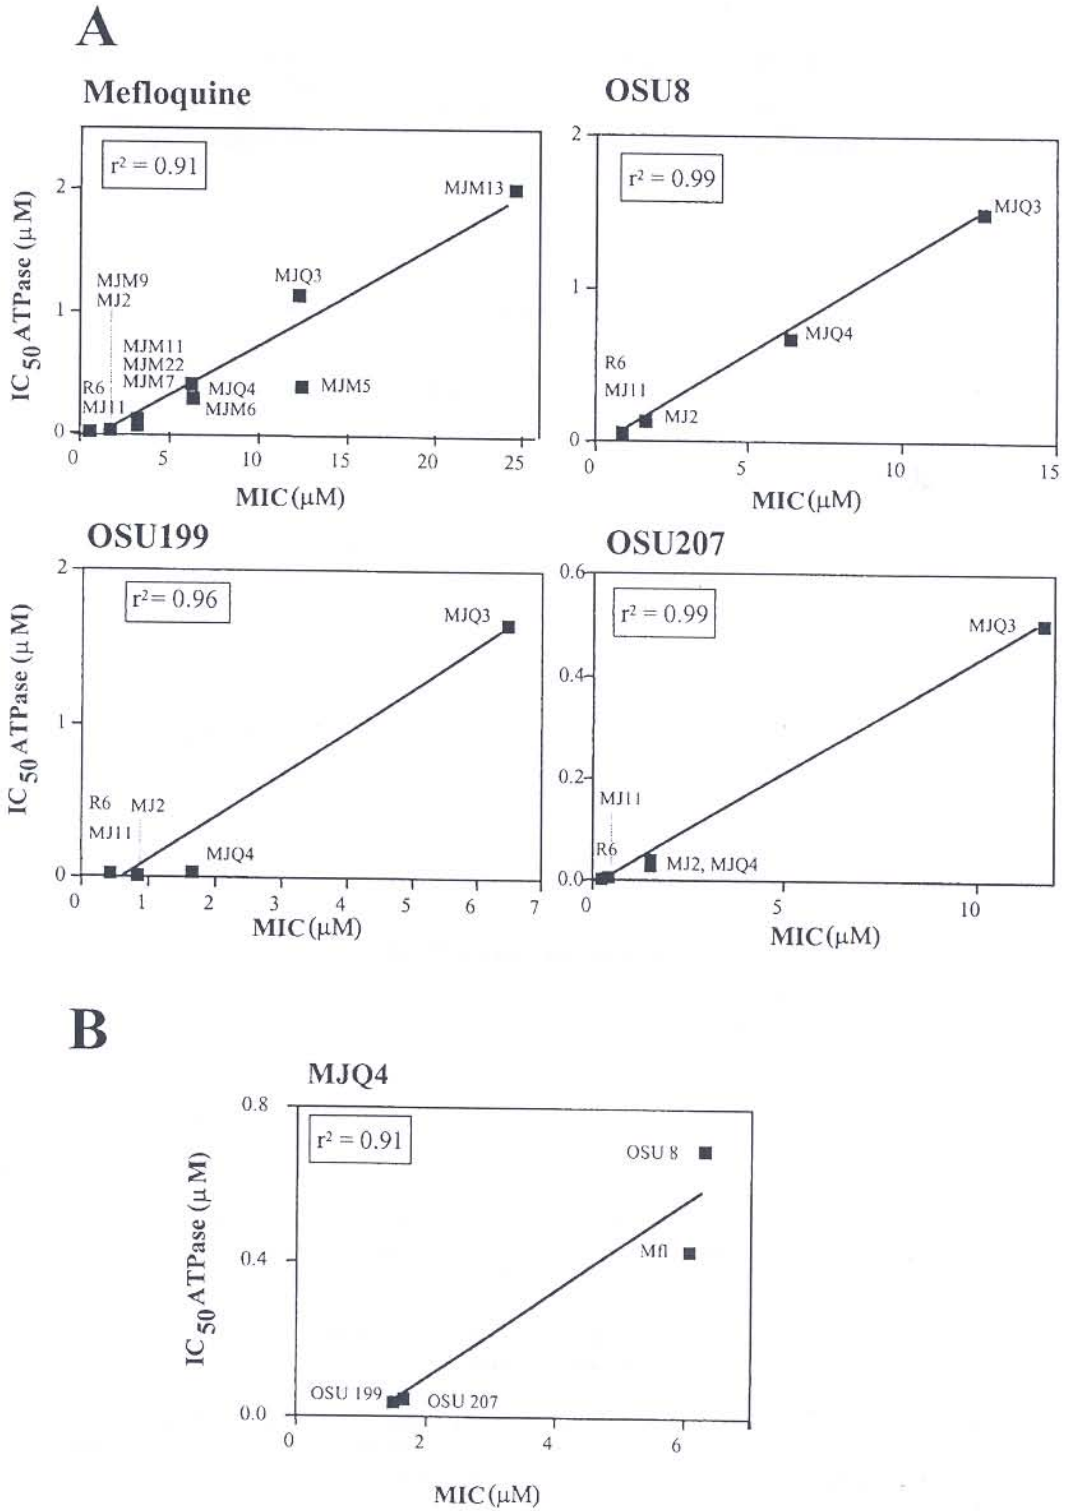 A
Mefloquine
r² = 0.91
IC50 ATPase (μM)
2
1
0
MJM13
MJQ3
MJM9
MJ2
MJM11
MJM22
MJM7
R6
MJ11
MJQ4
MJM6
MJM5
0 5 10 15 20 25
MIC(μM)
OSU8
r² = 0.99
2
1
0
MJQ3
MJQ4
R6
MJ11
MJ2
0 5 10 15
MIC(μM)
OSU199
r²= 0.96
IC50 ATPase (μM)
2
1
0
MJQ3
R6
MJ2
MJ11
MJQ4
0 1 2 3 4 5 6 7
MIC(μM)
OSU207
r² = 0.99
0.6
0.4
0.2
0.0
MJQ3
MJ11
R6
MJ2, MJQ4
0 5 10
MIC(μM)
B
MJQ4
r² = 0.91
IC50 ATPase (μM)
0.8
0.4
0.0
OSU 8
Mfl
OSU 199
OSU 207
0 2 4 6
MIC(μM)